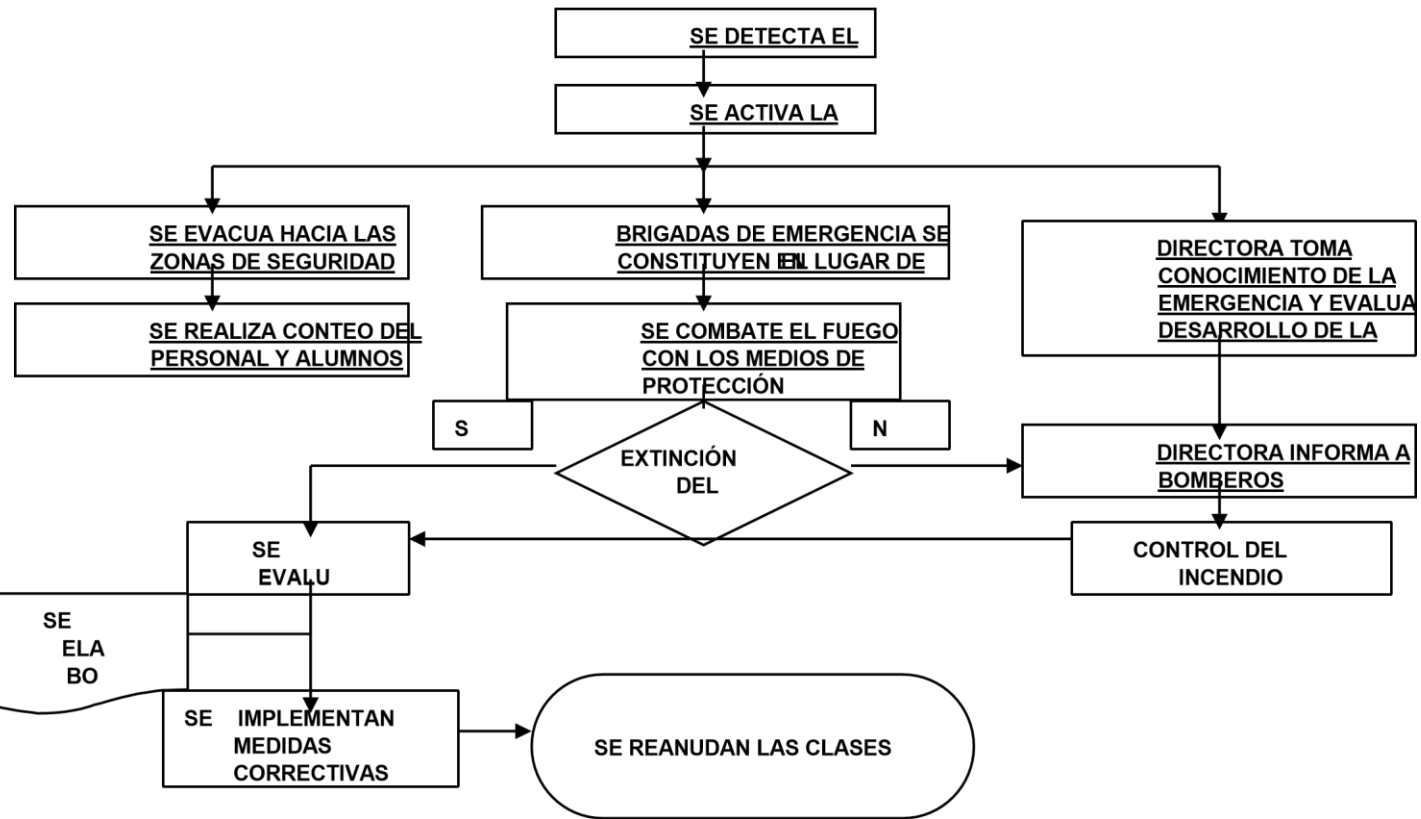 SE DETECTA EL
SE ACTIVA LA
SE EVACUA HACIA LAS
ZONAS DE SEGURIDAD
BRIGADAS DE EMERGENCIA SE
CONSTITUYEN EN LUGAR DE
DIRECTORA TOMA
CONOCIMIENTO DE LA
EMERGENCIA Y EVALUA
DESARROLLO DE LA
SE REALIZA CONTEO DEL
PERSONAL Y ALUMNOS
SE COMBATE EL FUEGO
CON LOS MEDIOS DE
PROTECCIÓN
S
N
EXTINCIÓN
DEL
DIRECTORA INFORMA A
BOMBEROS
SE
EVALU
CONTROL DEL
INCENDIO
SE
ELA
BO
SE IMPLEMENTAN
MEDIDAS
CORRECTIVAS
SE REANUDAN LAS CLASES